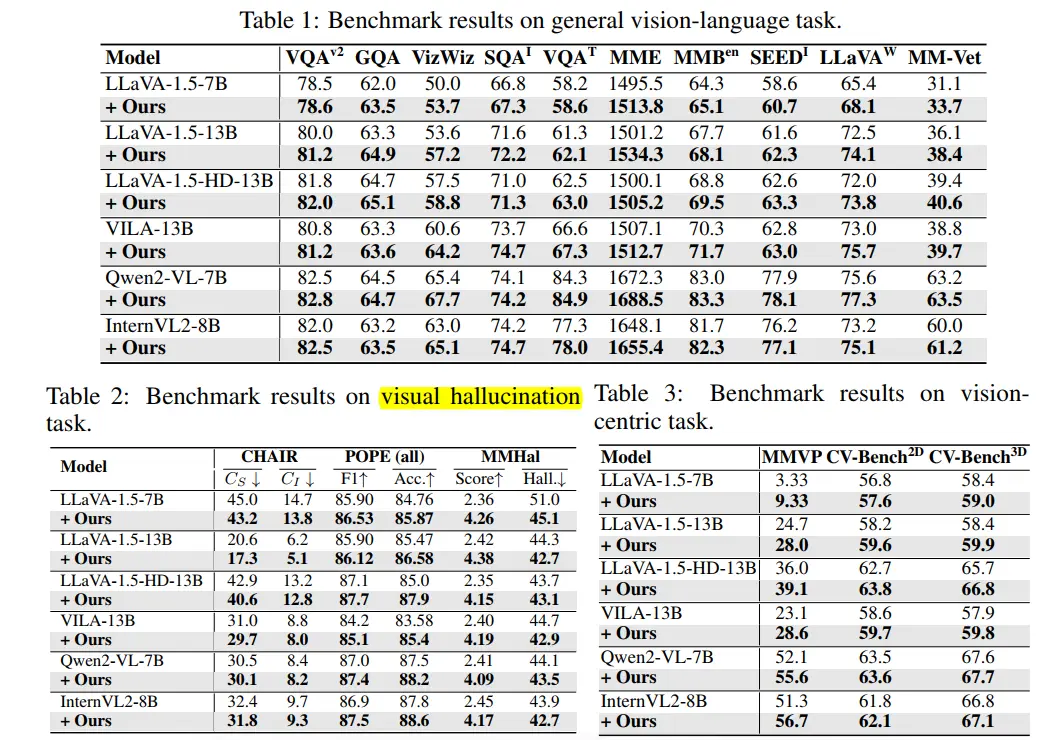 Table 1: Benchmark results on general vision-language task.
Model VQAv2 GQA VizWiz SQAI VQAT MME MMBen SEEDI LLaVAW MM-Vet
LLaVA-1.5-7B 78.5 62.0 50.0 66.8 58.2 1495.5 64.3 58.6 65.4 31.1
+ Ours 78.6 63.5 53.7 67.3 58.6 1513.8 65.1 60.7 68.1 33.7
LLaVA-1.5-13B 80.0 63.3 53.6 71.6 61.3 1501.2 67.7 61.6 72.5 36.1
+ Ours 81.2 64.9 57.2 72.2 62.1 1534.3 68.1 62.3 74.1 38.4
LLaVA-1.5-HD-13B 81.8 64.7 57.5 71.0 62.5 1500.1 68.8 62.6 72.0 39.4
+ Ours 82.0 65.1 58.8 71.3 63.0 1505.2 69.5 63.3 73.8 40.6
VILA-13B 80.8 63.3 60.6 73.7 66.6 1507.1 70.3 62.8 73.0 38.8
+ Ours 81.2 63.6 64.2 74.7 67.3 1512.7 71.7 63.0 75.7 39.7
Qwen2-VL-7B 82.5 64.5 65.4 74.1 84.3 1672.3 83.0 77.9 75.6 63.2
+ Ours 82.8 64.7 67.7 74.2 84.9 1688.5 83.3 78.1 77.3 63.5
InternVL2-8B 82.0 63.2 63.0 74.2 77.3 1648.1 81.7 76.2 73.2 60.0
+ Ours 82.5 63.5 65.1 74.7 78.0 1655.4 82.3 77.1 75.1 61.2
Table 2: Benchmark results on visual hallucination
task.
Model CHAIR POPE (all) MMHal
CS ↓ CI ↓ F1↑ Acc.↑ Score↑ Hall.↓
LLaVA-1.5-7B 45.0 14.7 85.90 84.76 2.36 51.0
+ Ours 43.2 13.8 86.53 85.87 4.26 45.1
LLaVA-1.5-13B 20.6 6.2 85.90 85.47 2.42 44.3
+ Ours 17.3 5.1 86.12 86.58 4.38 42.7
LLaVA-1.5-HD-13B 42.9 13.2 87.1 85.0 2.35 43.7
+ Ours 40.6 12.8 87.7 87.9 4.15 43.1
VILA-13B 31.0 8.8 84.2 83.58 2.40 44.7
+ Ours 29.7 8.0 85.1 85.4 4.19 42.9
Qwen2-VL-7B 30.5 8.4 87.0 87.5 2.41 44.1
+ Ours 30.1 8.2 87.4 88.2 4.09 43.5
InternVL2-8B 32.4 9.7 86.9 87.8 2.45 43.9
+ Ours 31.8 9.3 87.5 88.6 4.17 42.7
Table 3: Benchmark results on vision-
centric task.
Model MMVP CV-Bench2D CV-Bench3D
LLaVA-1.5-7B 3.33 56.8 58.4
+ Ours 9.33 57.6 59.0
LLaVA-1.5-13B 24.7 58.2 58.4
+ Ours 28.0 59.6 59.9
LLaVA-1.5-HD-13B 36.0 62.7 65.7
+ Ours 39.1 63.8 66.8
VILA-13B 23.1 58.6 57.9
+ Ours 28.6 59.7 59.8
Qwen2-VL-7B 52.1 63.5 67.6
+ Ours 55.6 63.6 67.7
InternVL2-8B 51.3 61.8 66.8
+ Ours 56.7 62.1 67.1